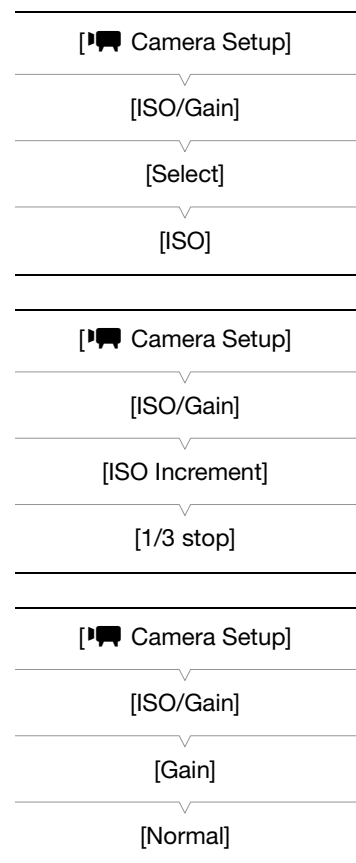 [ Camera Setup]
[ISO/Gain]
[Select]
[ISO]
[ Camera Setup]
[ISO/Gain]
[ISO Increment]
[1/3 stop]
[ Camera Setup]
[ISO/Gain]
[Gain]
[Normal]